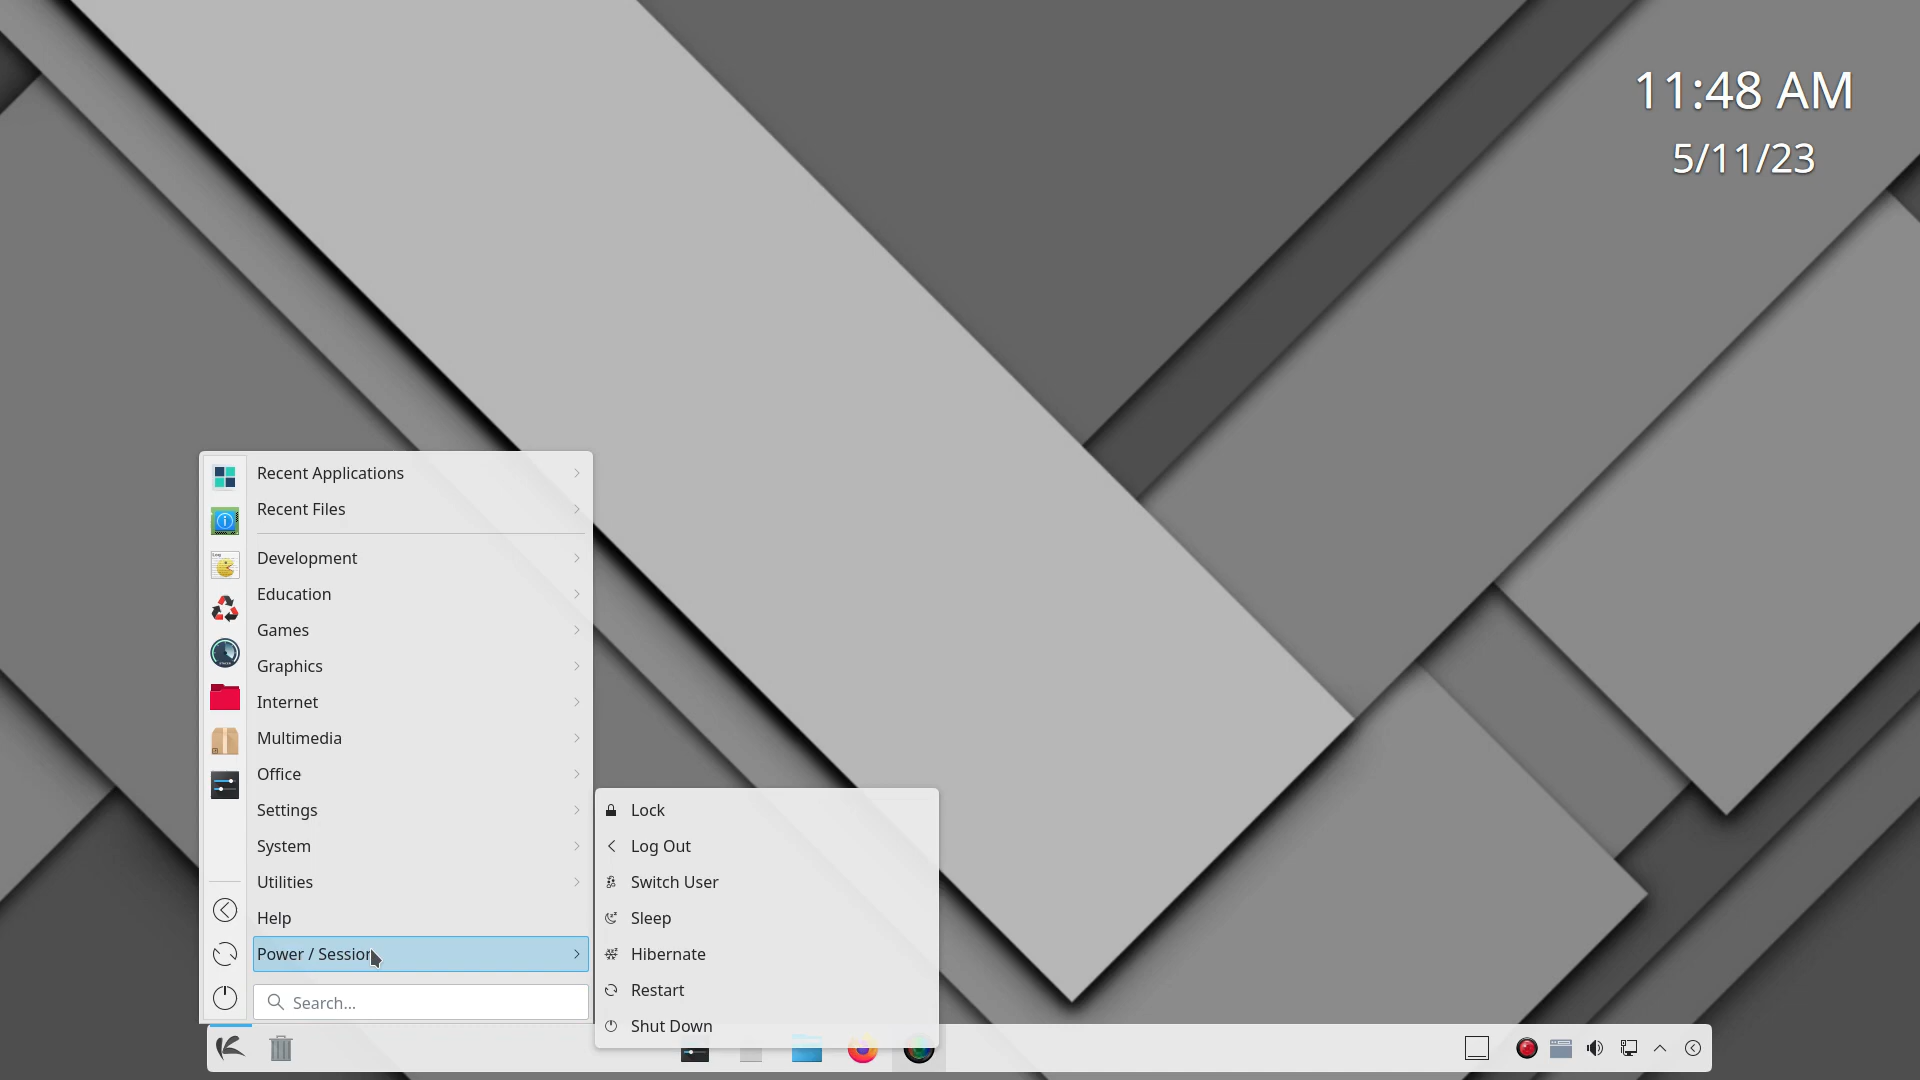 11:48 AM
5/11/23
Recent Applications
Recent Files
Development
Education
Games
Graphics
Internet
Multimedia
Office
Settings
System
Utilities
Help
Power / Session
Search...
Lock
Log Out
Switch User
Sleep
Hibernate
Restart
Shut Down